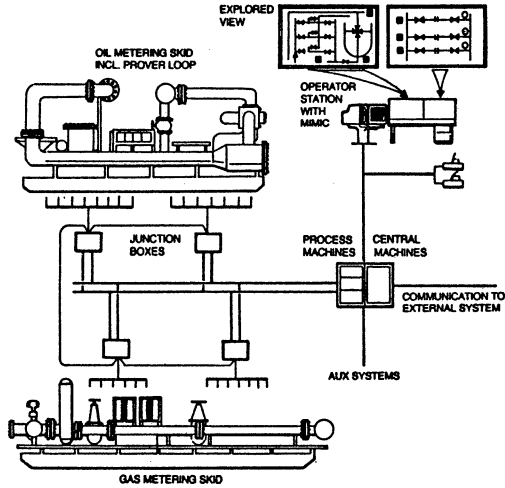 EXPLORED
VIEW
OIL METERING SKID
INCL. PROVER LOOP
OPERATOR
STATION
WITH
MIMIC
JUNCTION
BOXES
PROCESS
MACHINES
CENTRAL
MACHINES
COMMUNICATION TO
EXTERNAL SYSTEM
AUX SYSTEMS
GAS METERING SKID